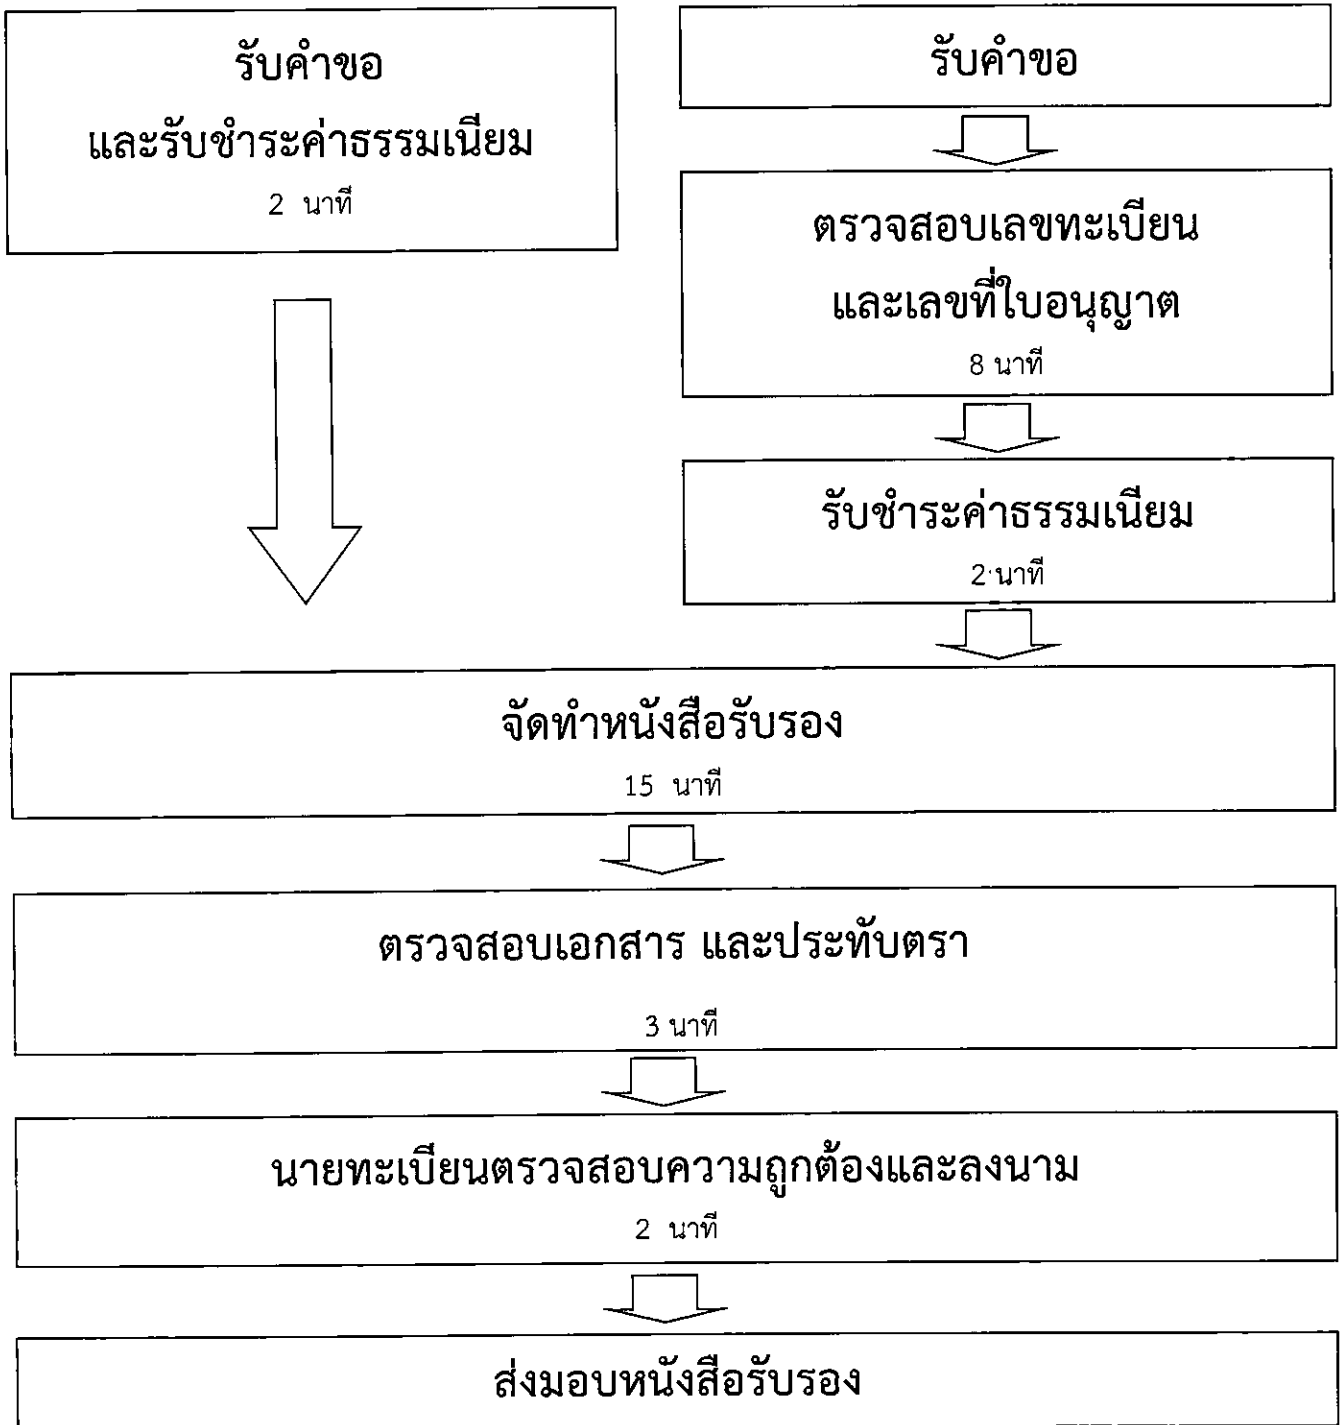 รับคำขอ
และรับชำระค่าธรรมเนียม
2 นาที
รับคำขอ
ตรวจสอบเลขทะเบียน
และเลขที่ใบอนุญาต
8 นาที
รับชำระค่าธรรมเนียม
2 นาที
จัดทำหนังสือรับรอง
15 นาที
ตรวจสอบเอกสาร และประทับตรา
3 นาที
นายทะเบียนตรวจสอบความถูกต้องและลงนาม
2 นาที
ส่งมอบหนังสือรับรอง